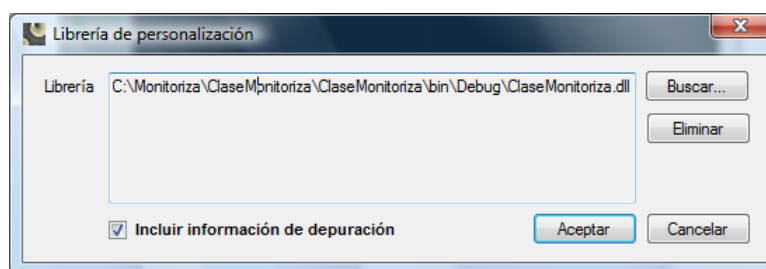 Librería de personalización
Librería C:\Monitoriza\ClaseMonitoriza\ClaseMonitoriza\bin\Debug\ClaseMonitoriza.dll Buscar...
Eliminar
Incluir información de depuración Aceptar Cancelar